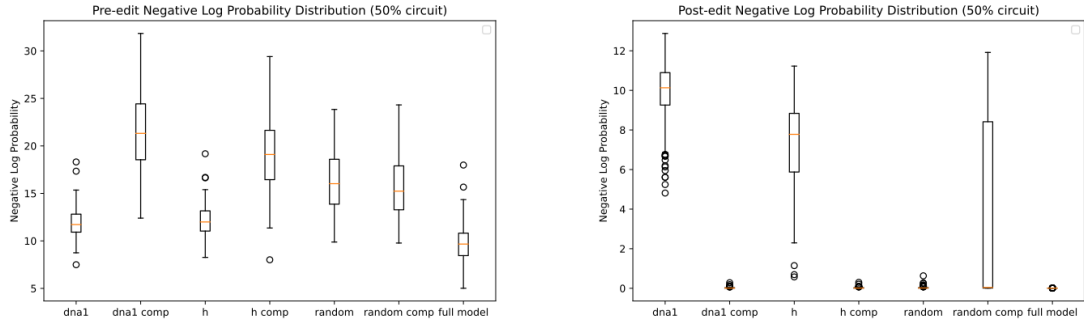 Pre-edit Negative Log Probability Distribution (50% circuit)
Negative Log Probability
30
25
20
15
10
5
dna1 dna1 comp h h comp random random comp full model
Post-edit Negative Log Probability Distribution (50% circuit)
Negative Log Probability
12
10
8
6
4
2
0
dna1 dna1 comp h h comp random random comp full model